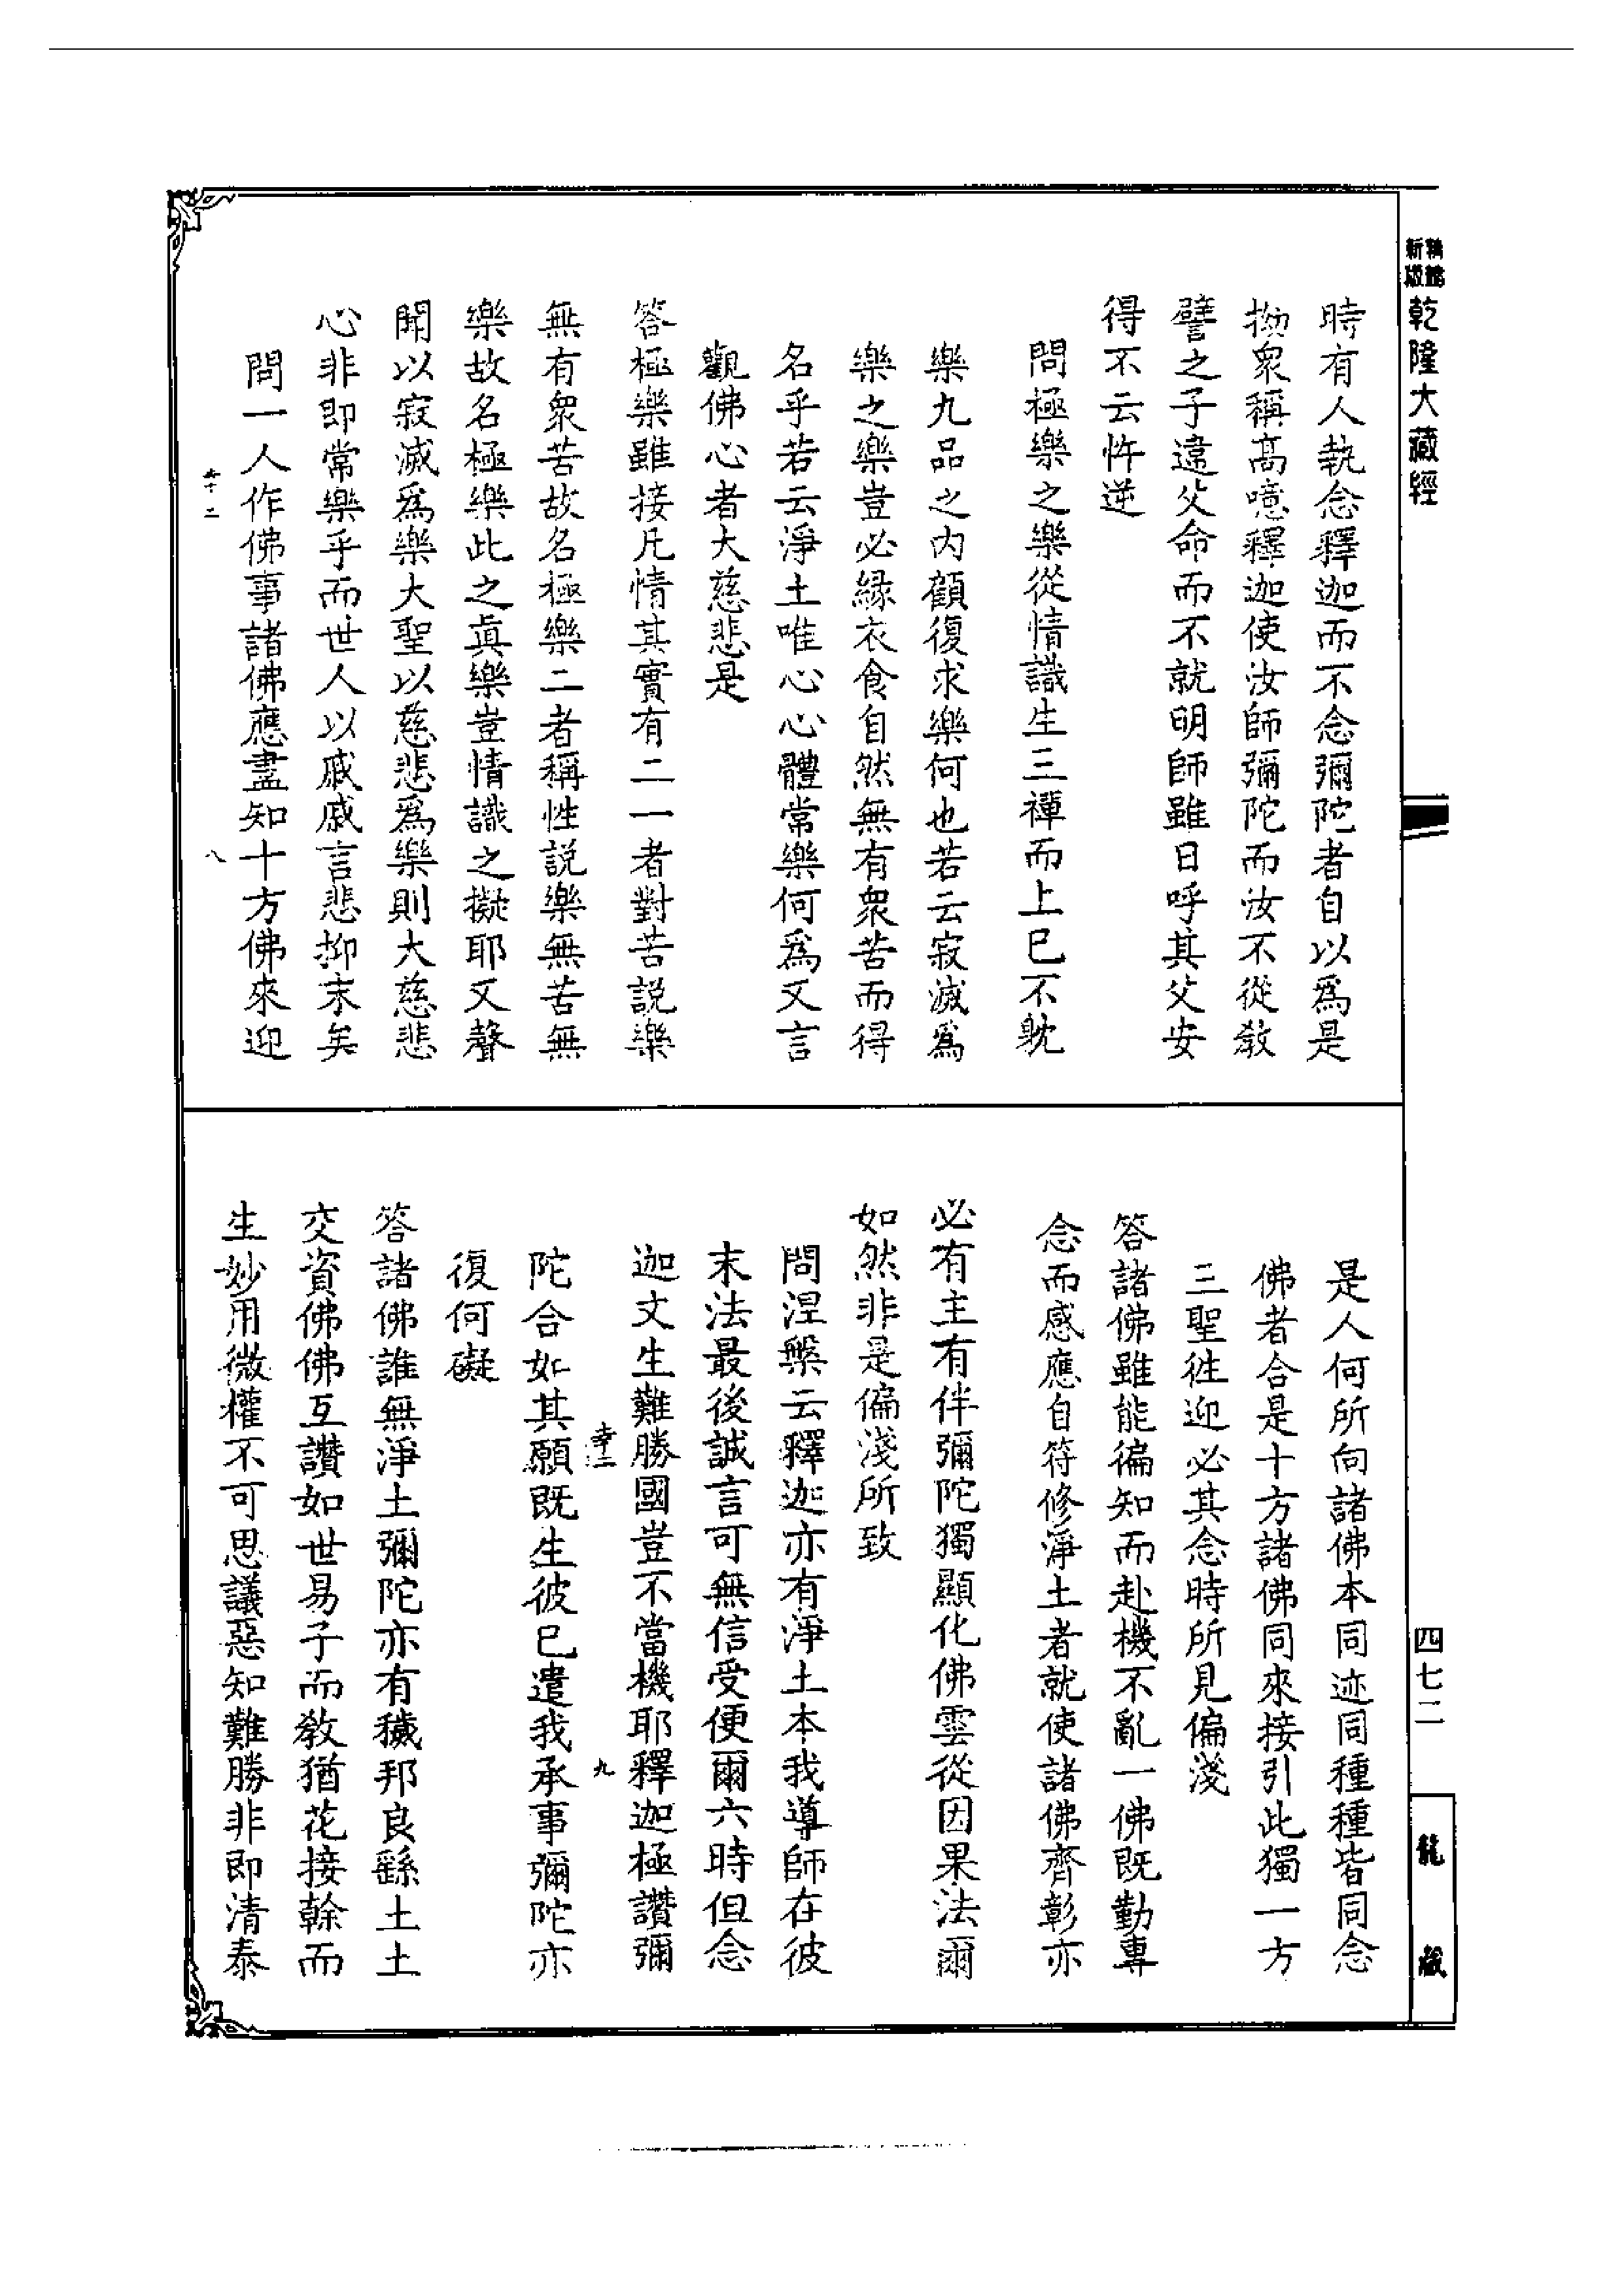 乾隆大藏經
時有人執念釋迦而不念彌陀者自以爲是
拗衆稱高噫釋迦使汝師彌陀而汝不從教
譬之子違父命而不就明師雖日呼其父安
得不云忤逆
問極樂之樂從情識生三禪而上已不躭
樂九品之内顧復求樂何也若云寂滅爲
樂之樂豈必緣衣食自然無有衆苦而得
名乎若云淨土唯心心體常樂何爲又言
觀佛心者大慈悲是
答極樂雖接凡情其實有二一者對苦説樂
無有衆苦故名極樂二者稱性説樂無苦無
樂故名極樂此之眞樂豈情識之擬耶又聲
聞以寂滅爲樂大聖以慈悲爲樂則大慈悲
心非即常樂乎而世人以戚戚言悲抑末矣
問一人作佛事諸佛應盡知十方佛來迎
八
是人何所向諸佛本同迹同種種皆同念
佛者合是十方諸佛同來接引此獨一方
三聖徃迎必其念時所見偏淺
答諸佛雖能徧知而赴機不亂一佛既勤專
念而感應自符修淨土者就使諸佛齊彰亦
必有主有伴彌陀獨顯化佛雲從因果法爾
如然非是偏淺所致
問涅槃云釋迦亦有淨土本我導師在彼
末法最後誠言可無信受便爾六時但念
迦文生難勝國豈不當機耶釋迦極讚彌
九
陀合如其願既生彼已遣我承事彌陀亦
復何礙
答諸佛誰無淨土彌陀亦有穢邦良繇土土
交資佛佛互讚如世易子而教猶花接榦而
生妙用微權不可思議惡知難勝非即清泰
四七二
龍藏